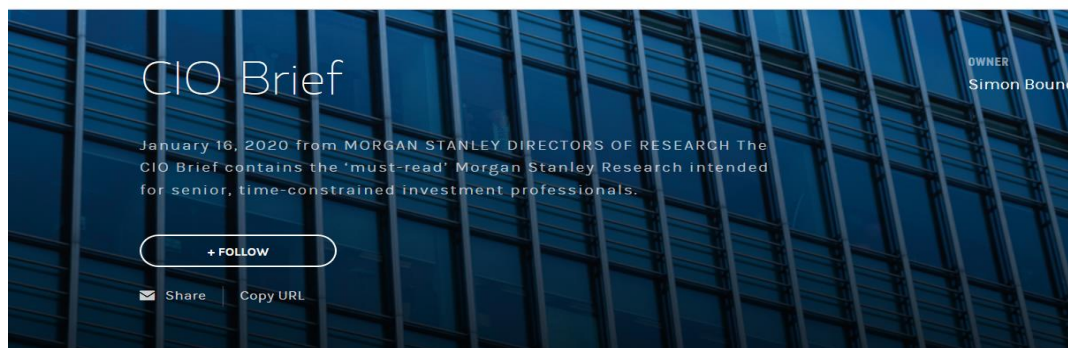 CIO Brief
OWNER
Simon
January 16, 2020 from MORGAN STANLEY DIRECTORS OF RESEARCH The
CIO Brief contains the 'must-read' Morgan Stanley Research intended
for senior, time-constrained investment professionals.
+ FOLLOW
Share
Copy URL